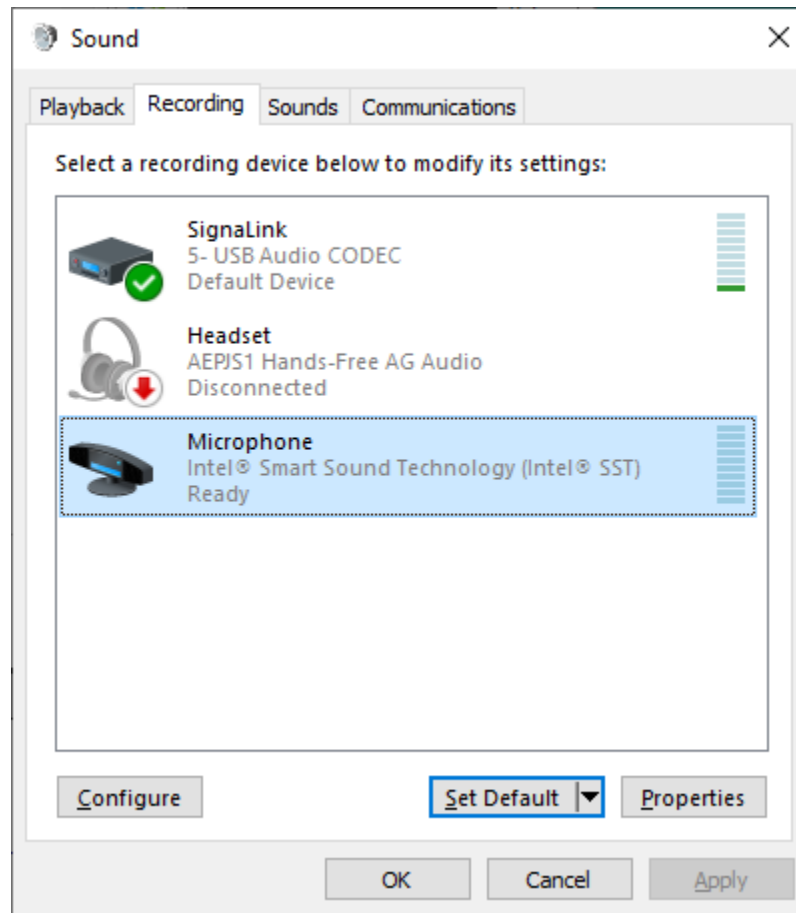 Sound
Playback Recording Sounds Communications
Select a recording device below to modify its settings:
SignaLink
5- USB Audio CODEC
Default Device
Headset
AEPJS1 Hands-Free AG Audio
Disconnected
Microphone
Intel® Smart Sound Technology (Intel® SST)
Ready
Configure Set Default Properties
OK Cancel Apply